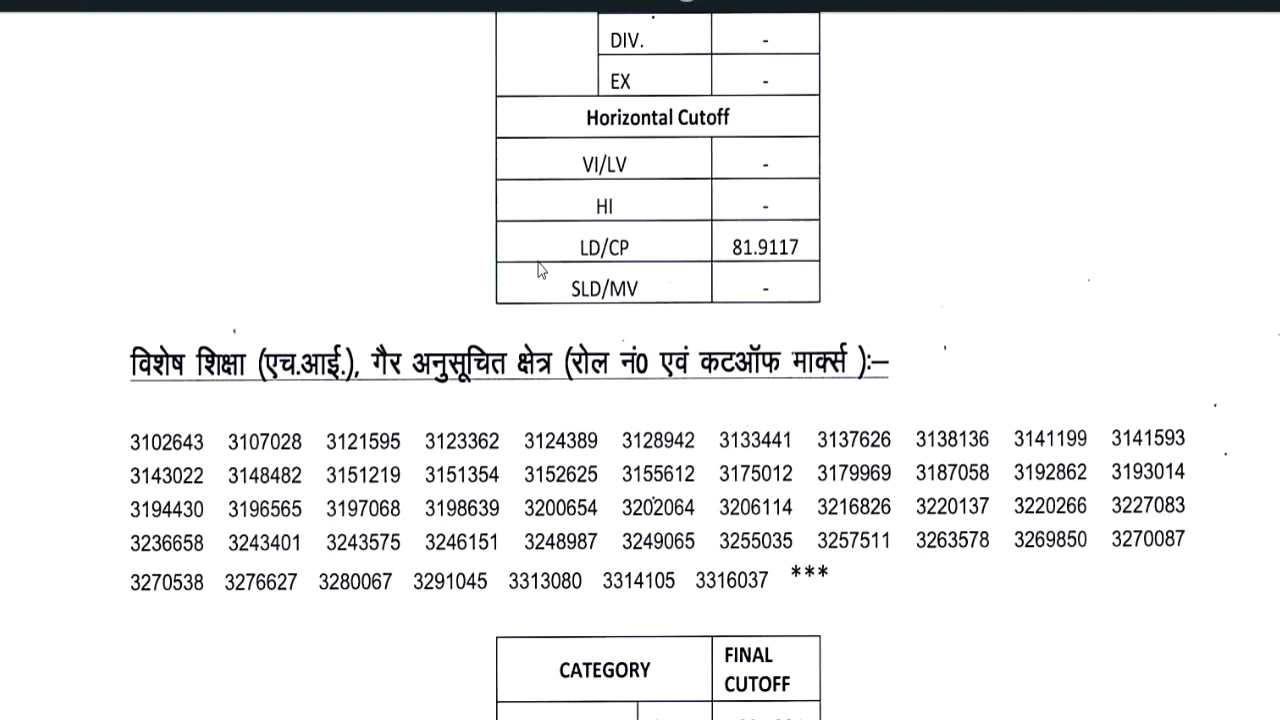 DIV. -
EX -
Horizontal Cutoff
VI/LV -
HI -
LD/CP 81.9117
SLD/MV -
विशेष शिक्षा (एच.आई.), गैर अनुसूचित क्षेत्र (रोल नं0 एवं कटऑफ मार्क्स ):–
3102643 3107028 3121595 3123362 3124389 3128942 3133441 3137626 3138136 3141199 3141593
3143022 3148482 3151219 3151354 3152625 3155612 3175012 3179969 3187058 3192862 3193014
3194430 3196565 3197068 3198639 3200654 3202064 3206114 3216826 3220137 3220266 3227083
3236658 3243401 3243575 3246151 3248987 3249065 3255035 3257511 3263578 3269850 3270087
3270538 3276627 3280067 3291045 3313080 3314105 3316037 ***
CATEGORY FINAL
CUTOFF